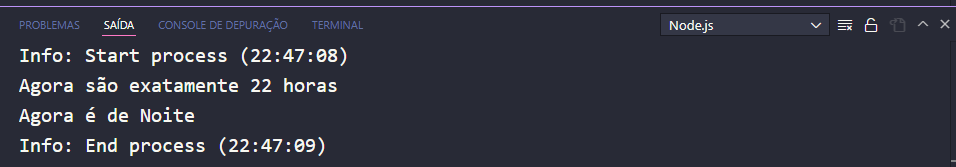 PROBLEMAS SAÍDA CONSOLE DE DEPURAÇÃO TERMINAL Node.js
Info: Start process (22:47:08)
Agora são exatamente 22 horas
Agora é de Noite
Info: End process (22:47:09)